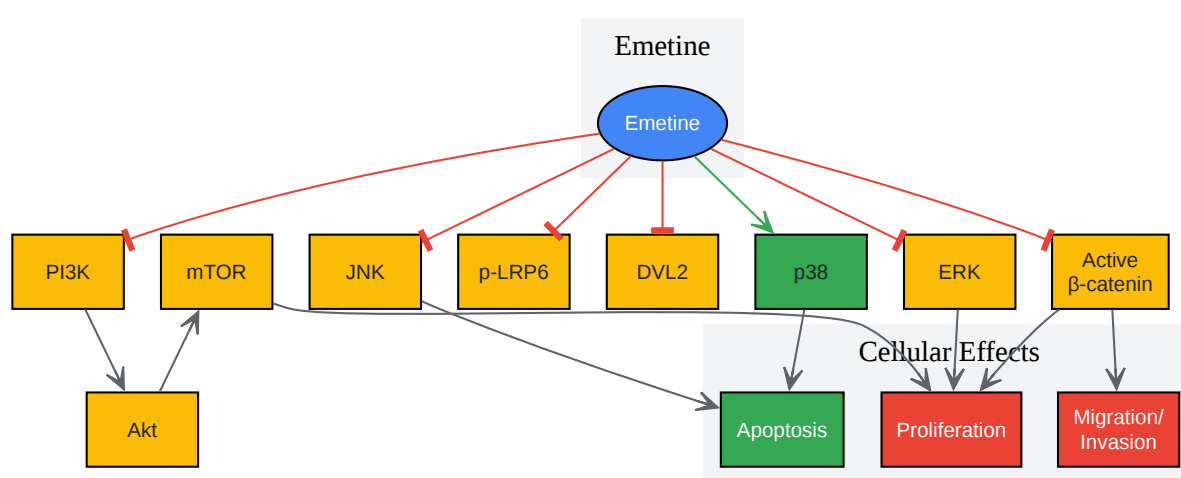 Emetine
Emetine
PI3K
mTOR
JNK
p-LRP6
DVL2
p38
ERK
Active
β-catenin
Cellular Effects
Akt
Apoptosis
Proliferation
Migration/
Invasion